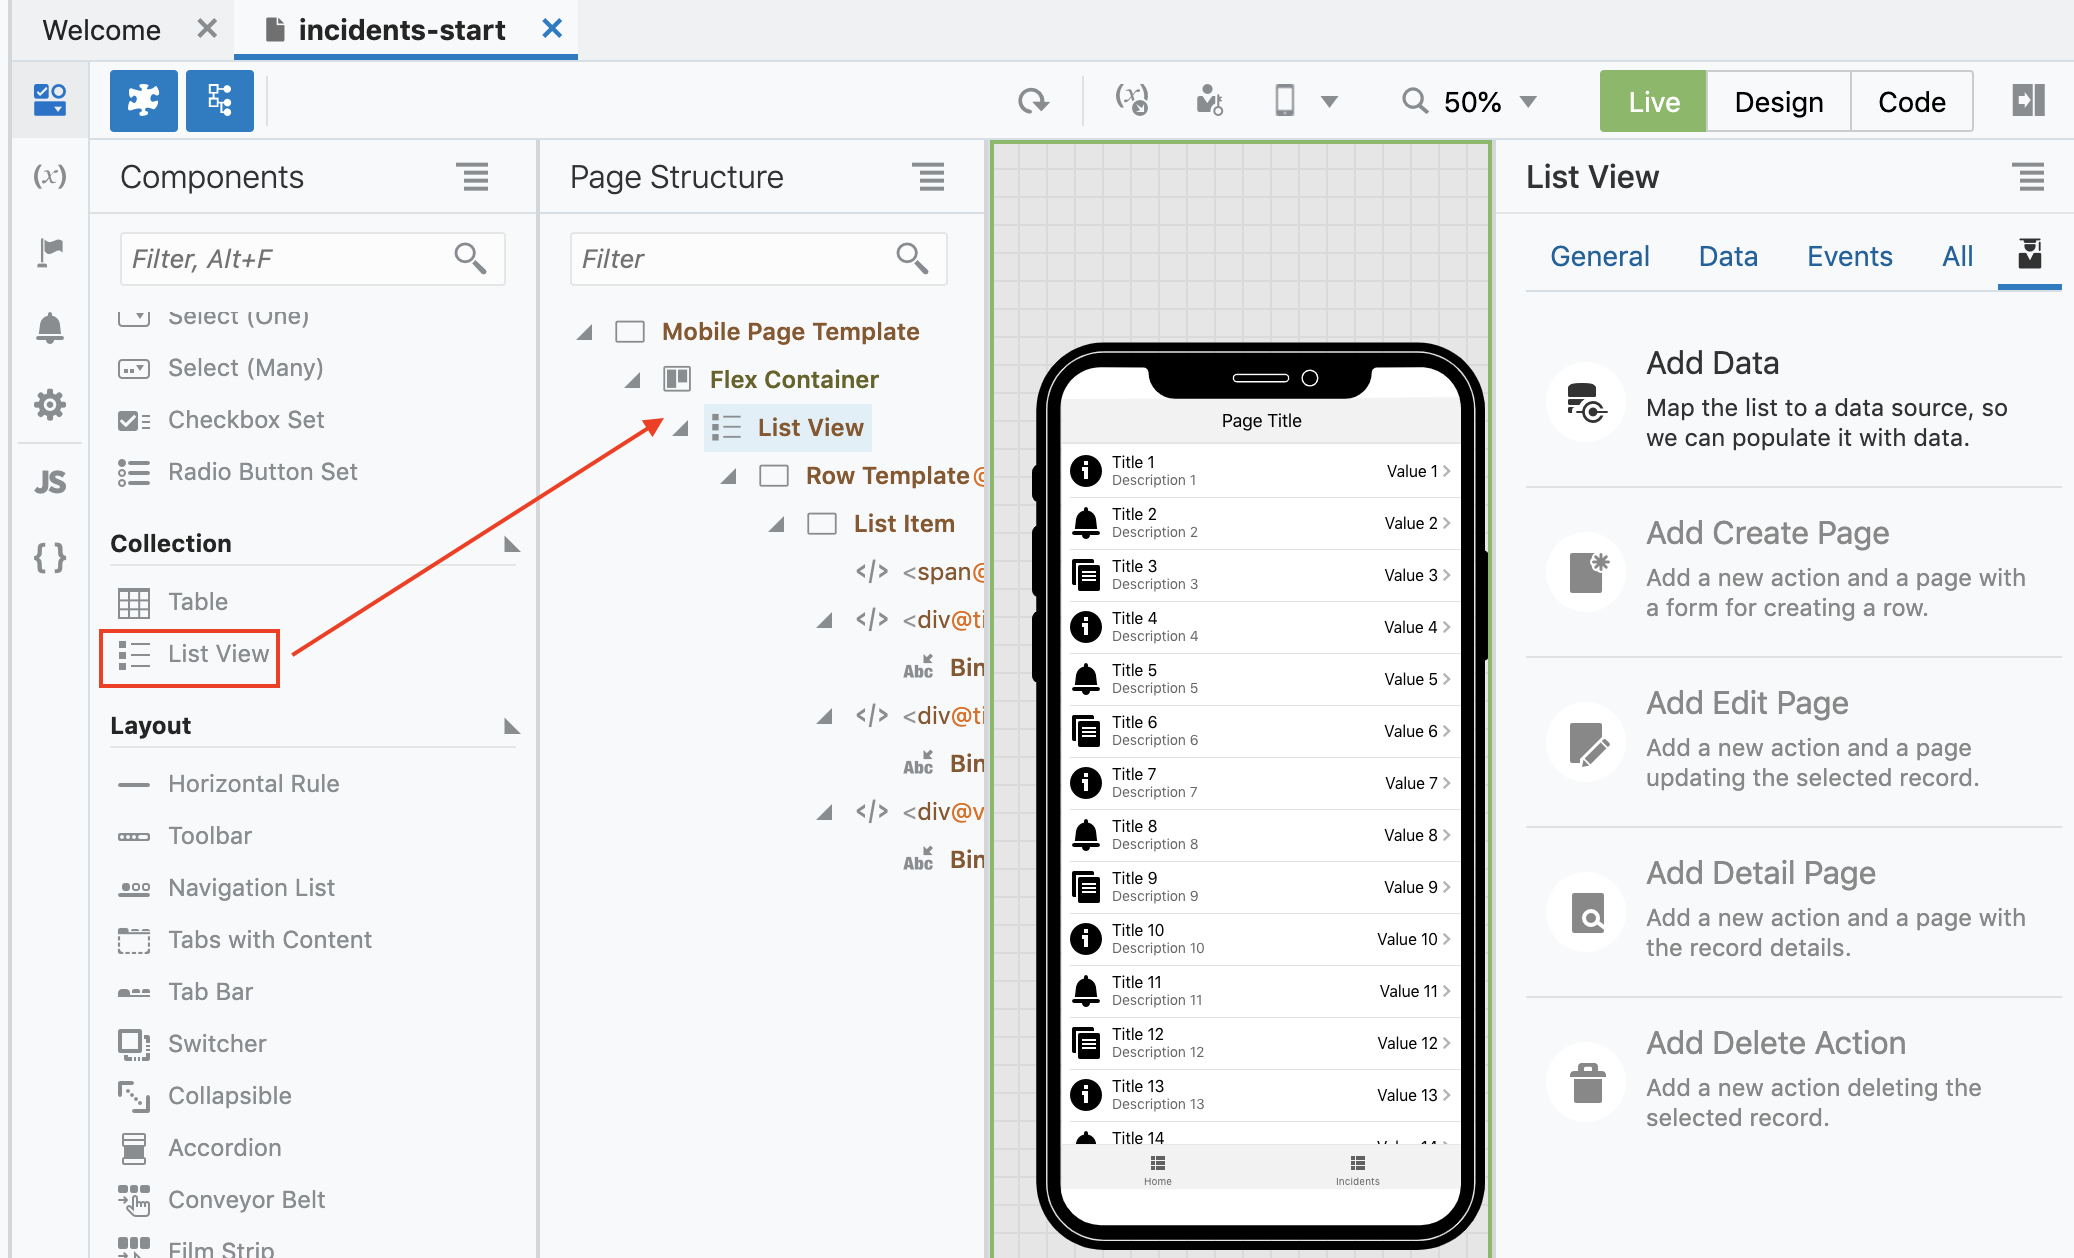 Welcome
incidents-start
50%
Live
Design
Code
(x)
JS
{ }
Components
Filter, Alt+F
Select (One)
Select (Many)
Checkbox Set
Radio Button Set
Collection
Table
List View
Layout
Horizontal Rule
Toolbar
Navigation List
Tabs with Content
Tab Bar
Switcher
Collapsible
Accordion
Conveyor Belt
Film Strip
Page Structure
Filter
Mobile Page Template
Flex Container
List View
Row Template@
List Item
</> <span@
</> <div@ti
Abc Bin
</> <div@ti
Abc Bin
</> <div@v
Abc Bin
Page Title
Title 1
Description 1
Value 1
Title 2
Description 2
Value 2
Title 3
Description 3
Value 3
Title 4
Description 4
Value 4
Title 5
Description 5
Value 5
Title 6
Description 6
Value 6
Title 7
Description 7
Value 7
Title 8
Description 8
Value 8
Title 9
Description 9
Value 9
Title 10
Description 10
Value 10
Title 11
Description 11
Value 11
Title 12
Description 12
Value 12
Title 13
Description 13
Value 13
Title 14
Value 14
Home
Incidents
List View
General
Data
Events
All
Add Data
Map the list to a data source, so
we can populate it with data.
Add Create Page
Add a new action and a page with
a form for creating a row.
Add Edit Page
Add a new action and a page
updating the selected record.
Add Detail Page
Add a new action and a page with
the record details.
Add Delete Action
Add a new action deleting the
selected record.